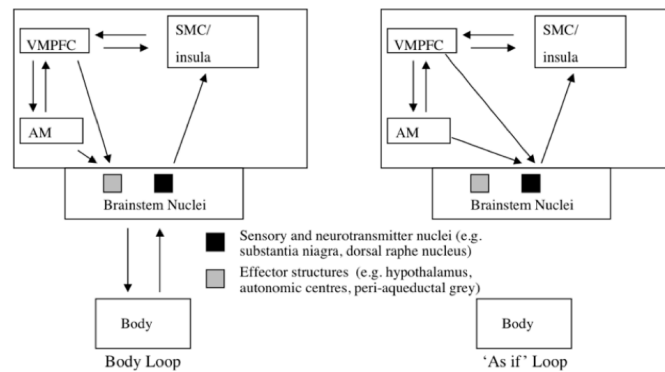 VMPFC
SMC/
insula
AM
Brainstem Nuclei
Body
Body Loop
VMPFC
SMC/
insula
AM
Brainstem Nuclei
Sensory and neurotransmitter nuclei (e.g.
substantia niagra, dorsal raphe nucleus)
Effector structures (e.g. hypothalamus,
autonomic centres, peri-aqueductal grey)
Body
‘As if’ Loop